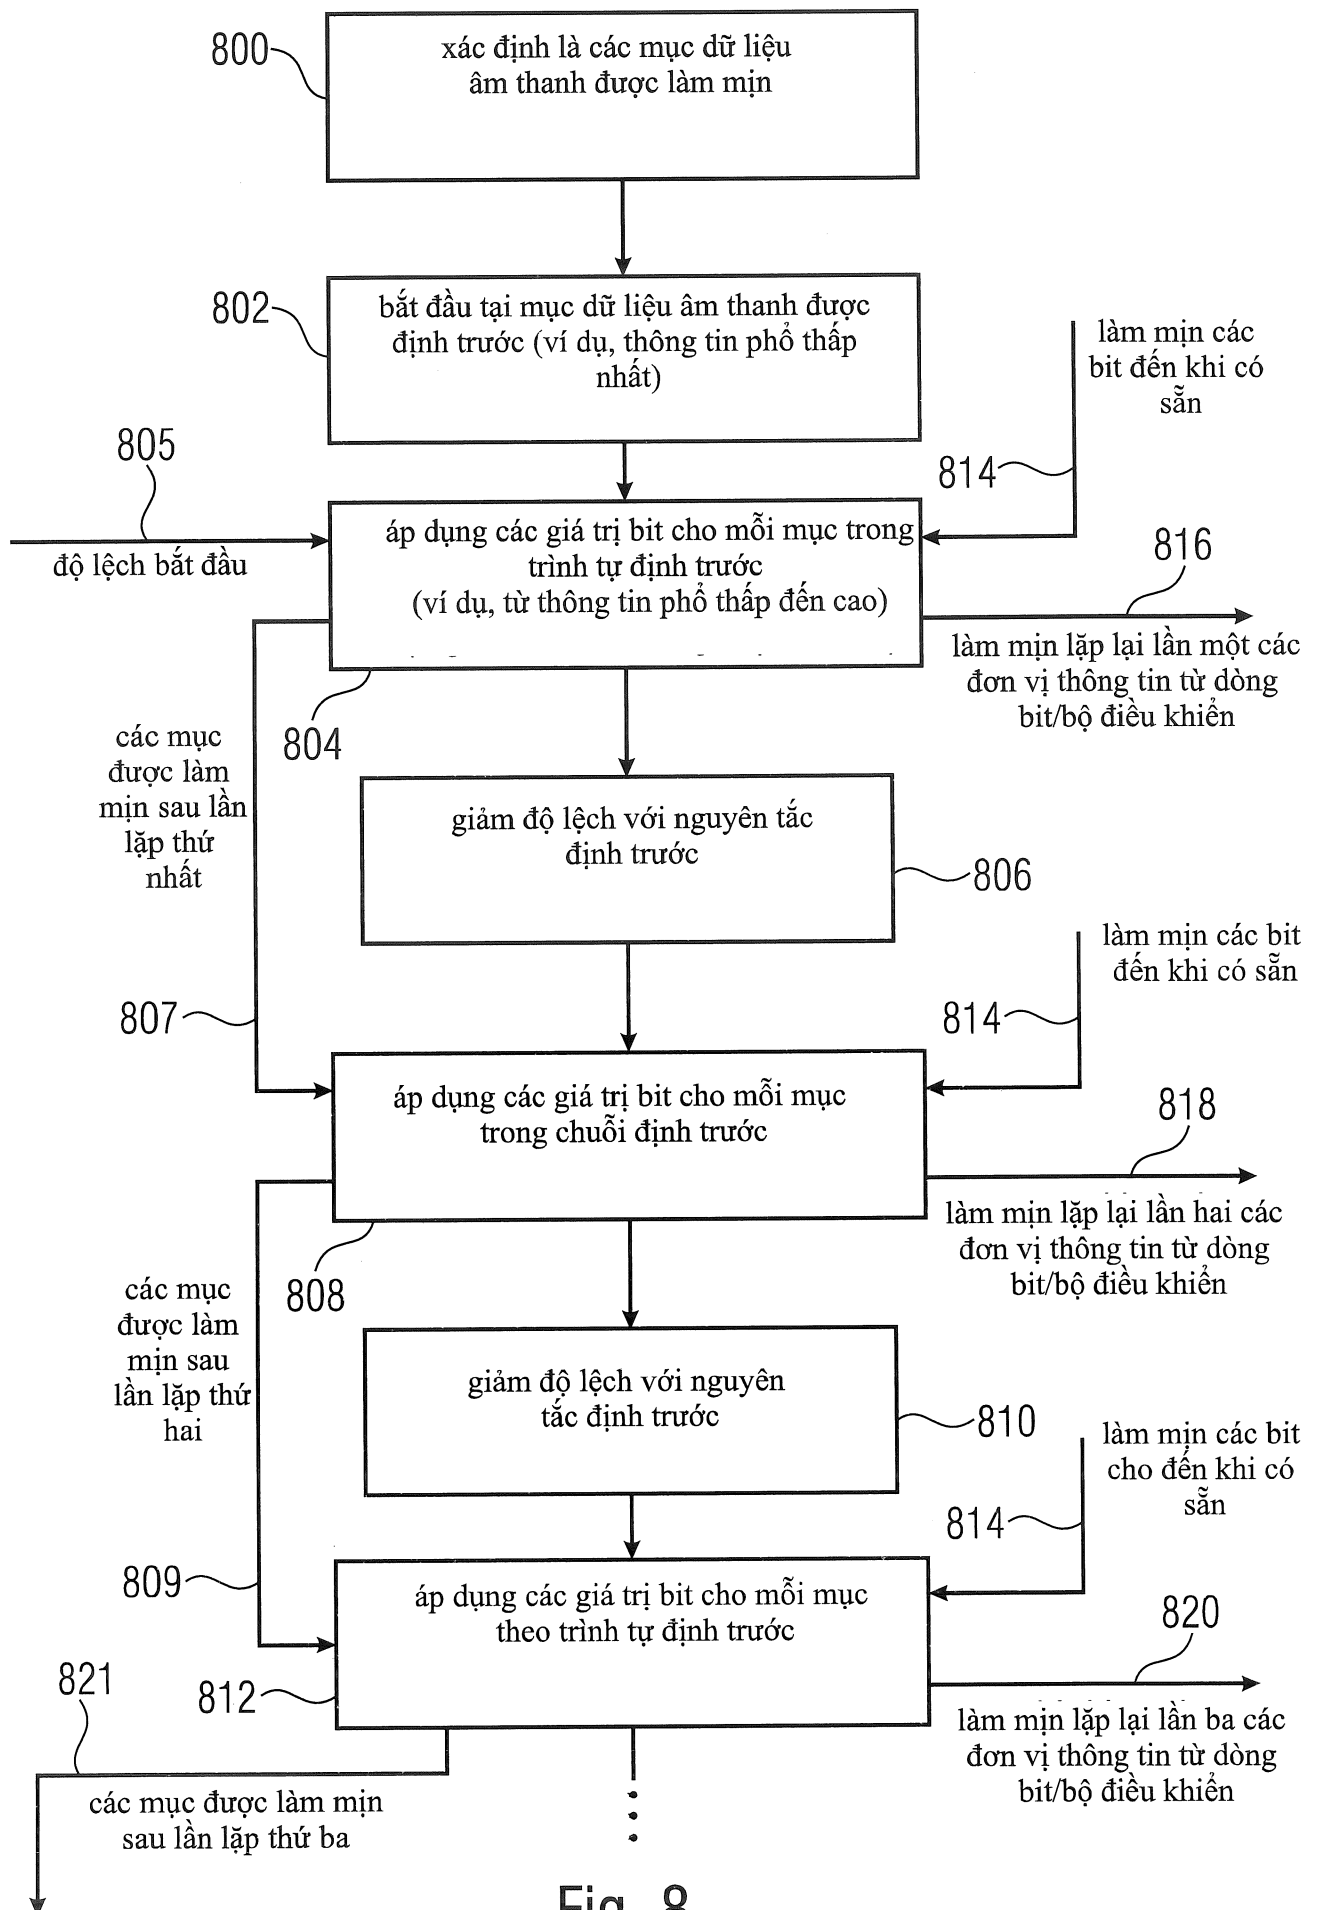 800
xác định là các mục dữ liệu
âm thanh được làm mịn
802
bắt đầu tại mục dữ liệu âm thanh được
định trước (ví dụ, thông tin phổ thấp
nhất)
làm mịn các
bit đến khi có
sẵn
805
814
độ lệch bắt đầu
áp dụng các giá trị bit cho mỗi mục trong
trình tự định trước
(ví dụ, từ thông tin phổ thấp đến cao)
816
làm mịn lặp lại lần một các
đơn vị thông tin từ dòng
bit/bộ điều khiển
804
các mục
được làm
mịn sau lần
lặp thứ
nhất
giảm độ lệch với nguyên tắc
định trước
806
làm mịn các bit
đến khi có sẵn
807
814
áp dụng các giá trị bit cho mỗi mục
trong chuỗi định trước
818
làm mịn lặp lại lần hai các
đơn vị thông tin từ dòng
bit/bộ điều khiển
808
các mục
được làm
mịn sau
lần lặp thứ
hai
giảm độ lệch với nguyên
tắc định trước
810
làm mịn các bit
cho đến khi có
sẵn
814
809
áp dụng các giá trị bit cho mỗi mục
theo trình tự định trước
820
821
812
làm mịn lặp lại lần ba các
đơn vị thông tin từ dòng
bit/bộ điều khiển
các mục được làm mịn
sau lần lặp thứ ba
Fig. 8